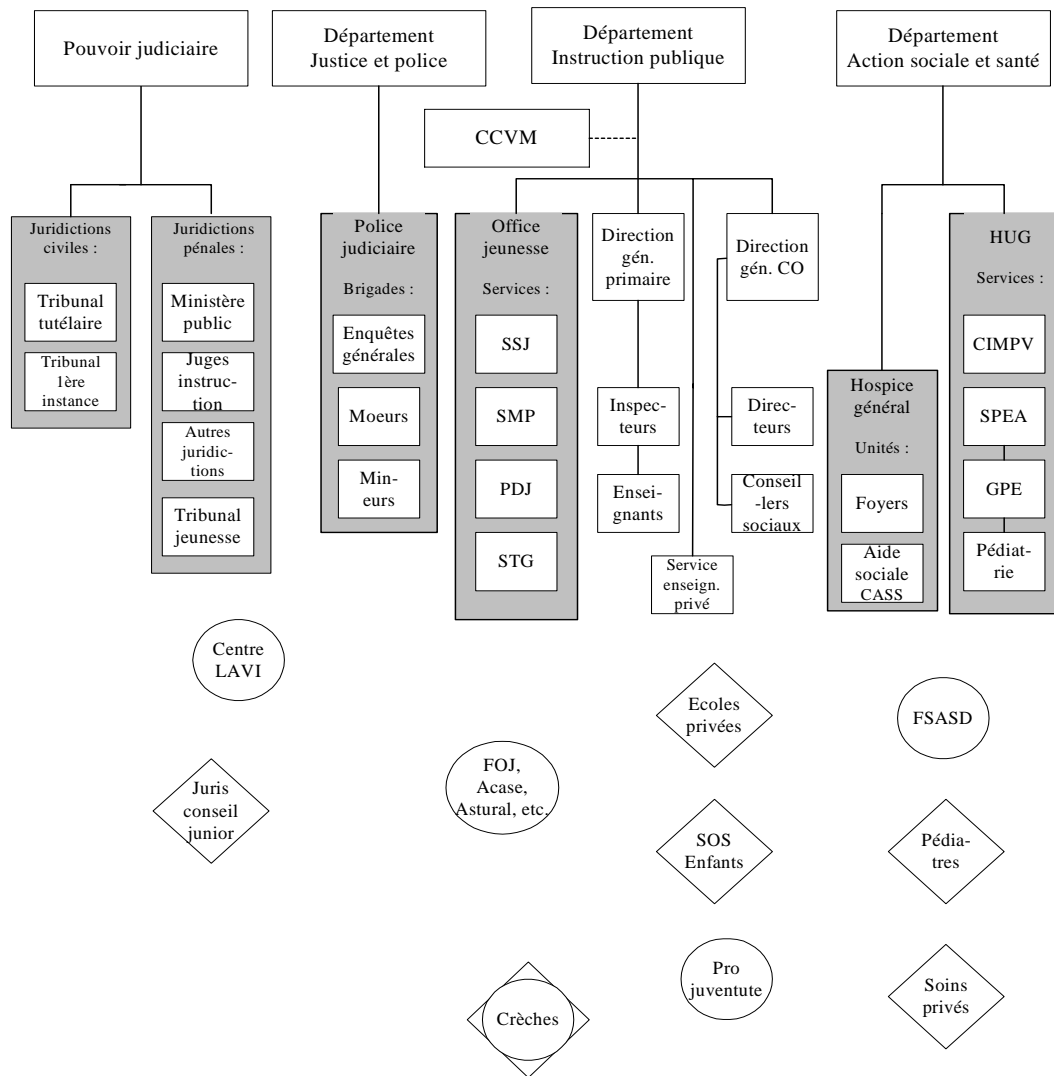 Pouvoir judiciaire
Département
Justice et police
Département
Instruction publique
Département
Action sociale et santé
CCVM
Juridictions
civiles :
Tribunal
tutélaire
Tribunal
1ère
instance
Juridictions
pénales :
Ministère
public
Juges
instruc-
tion
Autres
juridic-
tions
Tribunal
jeunesse
Police
judiciaire
Brigades :
Enquêtes
générales
Moeurs
Min-
eurs
Office
jeunesse
Services :
SSJ
SMP
PDJ
STG
Direction
gén.
primaire
Inspec-
teurs
Ensei-
gnants
Service
enseign.
privé
Direction
gén. CO
Direc-
teurs
Conseil
-lers
sociaux
Hospice
général
Unités :
Foyers
Aide
sociale
CASS
HUG
Services :
CIMPV
SPEA
GPE
Pédiat-
rie
Centre
LAVI
Juris
conseil
junior
FOJ,
Acase,
Astural, etc.
Crèches
Ecoles
privées
SOS
Enfants
Pro
juventute
FSASD
Pédia-
tres
Soins
privés